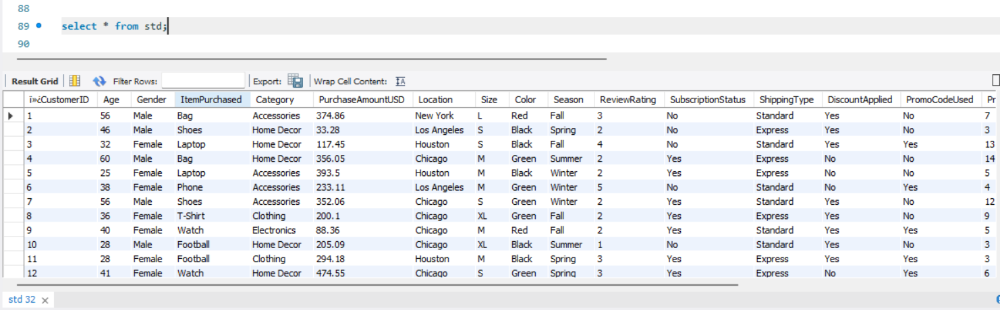 88
89 select * from std;
90
Result Grid Filter Rows: Export: Wrap Cell Content: IA
ï»¿CustomerID Age Gender ItemPurchased Category PurchaseAmountUSD Location Size Color Season ReviewRating SubscriptionStatus ShippingType DiscountApplied PromoCodeUsed Pr
1 56 Male Bag Accessories 374.86 New York L Red Fall 3 No Standard Yes No 7
2 46 Male Shoes Home Decor 33.28 Los Angeles S Black Spring 2 No Express Yes No 3
3 32 Female Laptop Home Decor 117.45 Houston S Black Fall 4 No Standard Yes Yes 13
4 60 Male Bag Home Decor 356.05 Chicago M Green Summer 2 Yes Express No No 14
5 25 Female Laptop Accessories 393.5 Houston M Black Winter 2 Yes Express No No 5
6 38 Female Phone Accessories 233.11 Los Angeles M Green Winter 5 No Standard No Yes 4
7 56 Male Shoes Accessories 352.06 Chicago S Green Winter 2 Yes Standard Yes No 12
8 36 Female T-Shirt Clothing 200.1 Chicago XL Green Fall 2 Yes Express Yes No 9
9 40 Female Watch Electronics 88.36 Chicago M Red Fall 2 Yes Standard Yes Yes 5
10 28 Male Football Home Decor 205.09 Chicago XL Black Summer 1 No Standard Yes No 3
11 28 Female Football Clothing 294.18 Houston M Black Spring 3 Yes Express Yes Yes 3
12 41 Female Watch Home Decor 474.55 Chicago S Green Spring 3 Yes Express No Yes 6
std 32